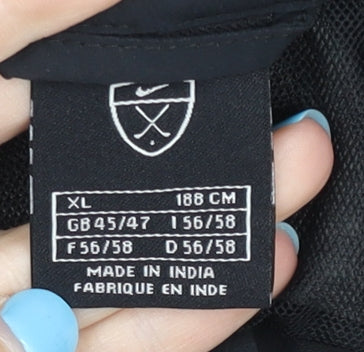 XL 188 CM
GB 45/47 I 56/58
F 56/58 D 56/58
MADE IN INDIA
FABRIQUE EN INDE